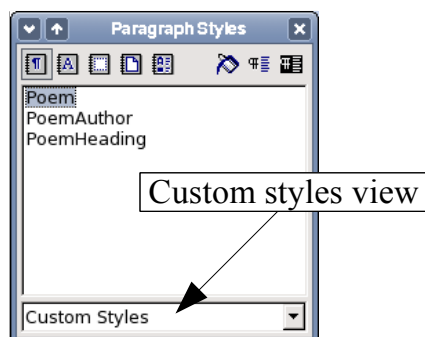 Paragraph Styles
Poem
PoemAuthor
PoemHeading
Custom styles view
Custom Styles